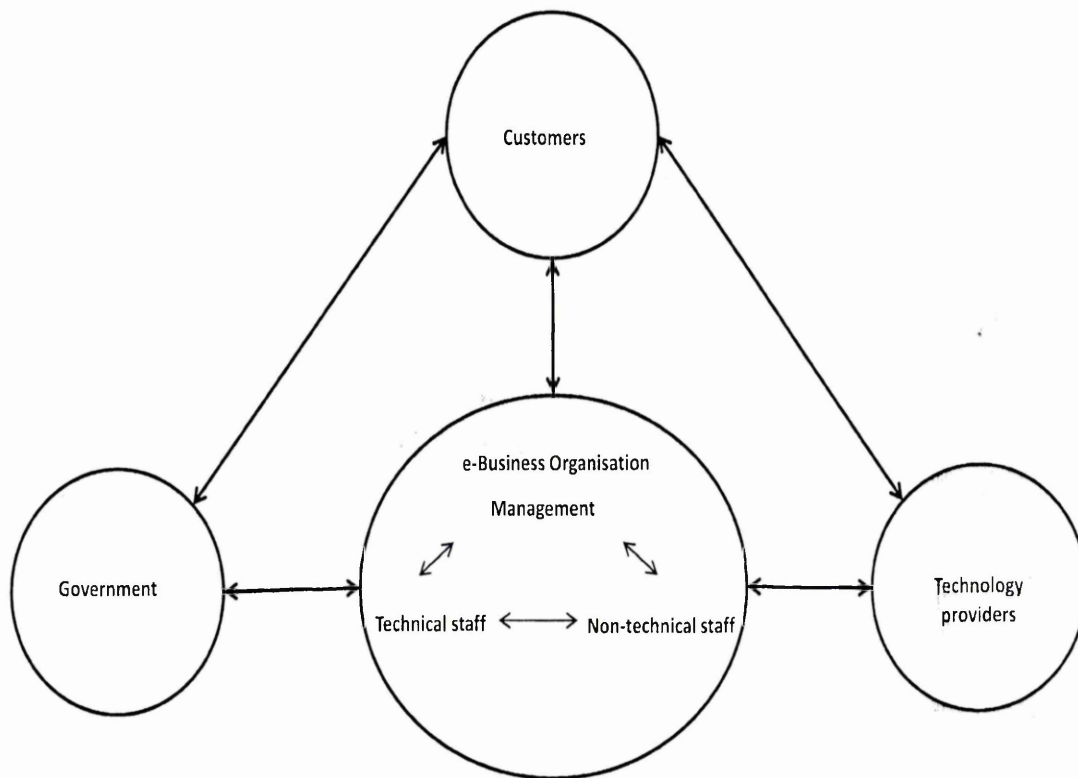 Customers
e-Business Organisation
Management
Government
Technical staff
Non-technical staff
Technology
providers